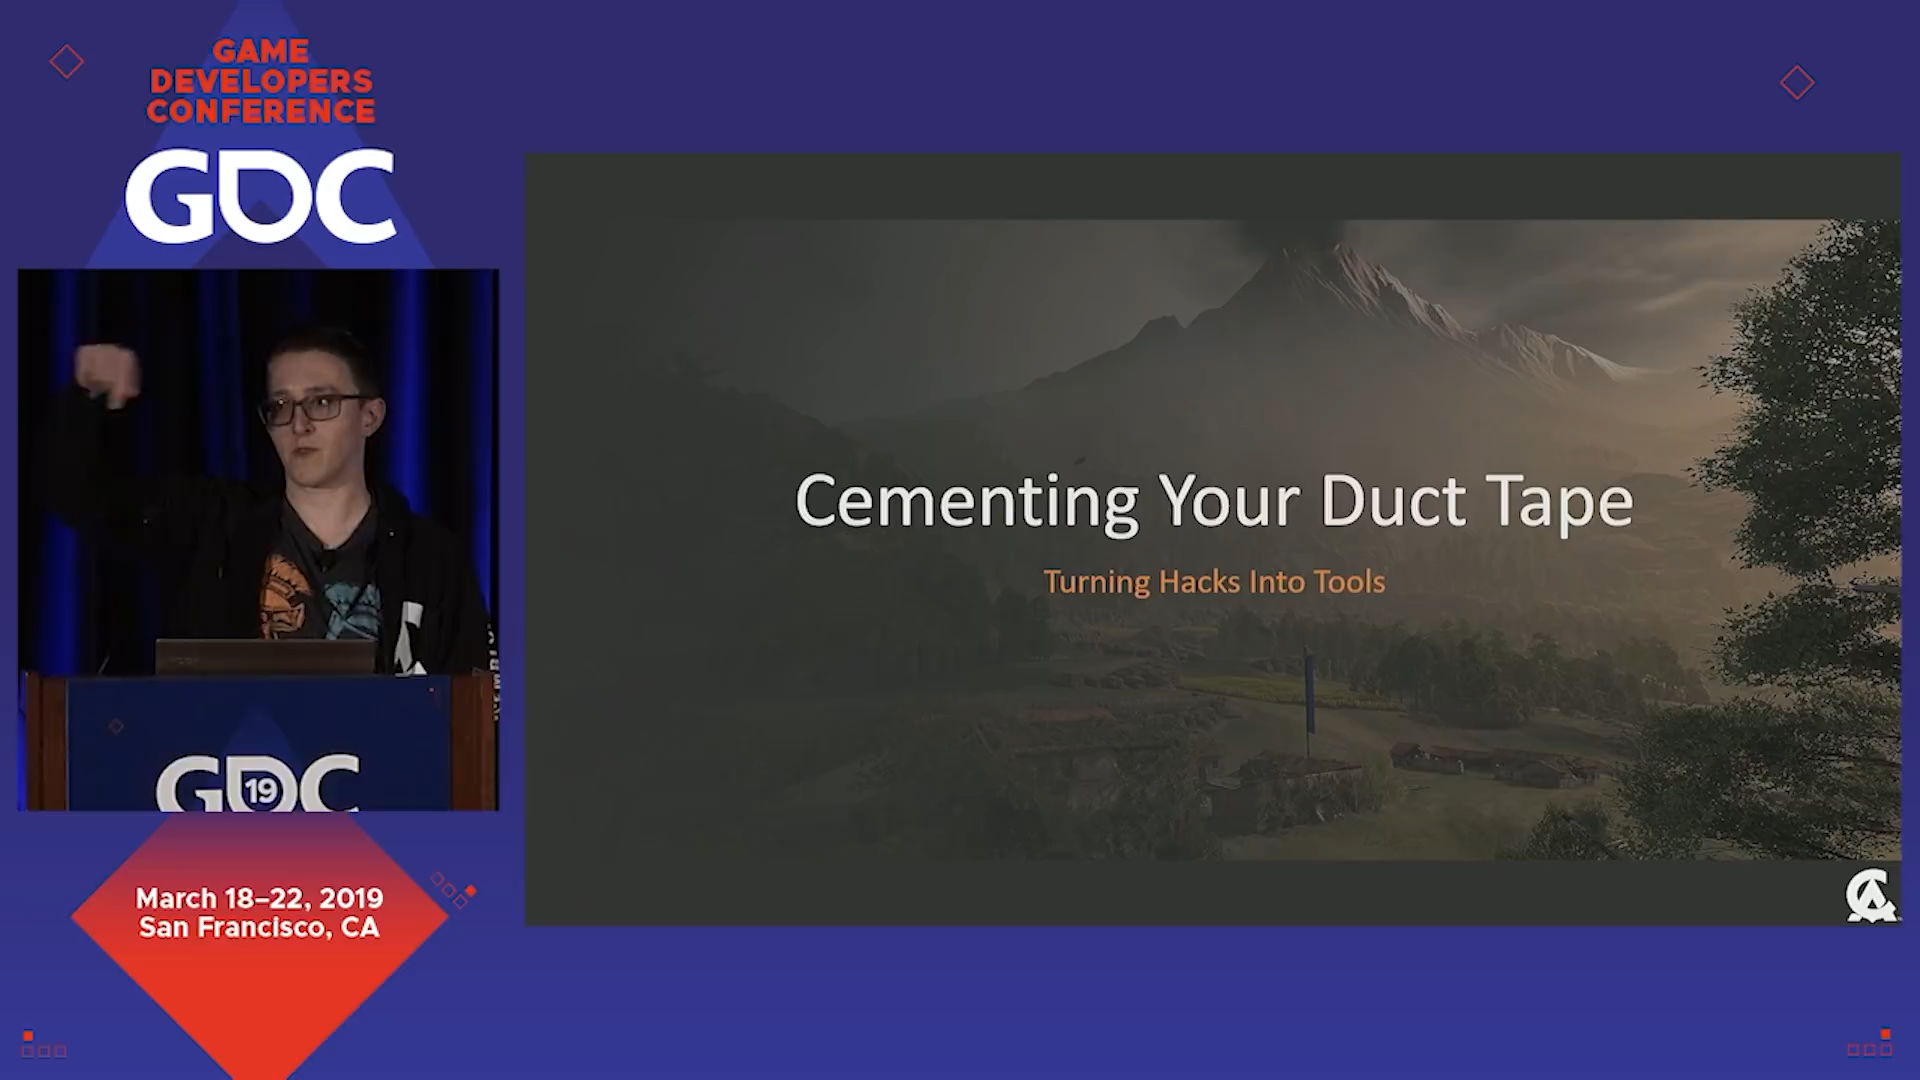 GAME
DEVELOPERS
CONFERENCE
GDC
GDC
19
March 18–22, 2019
San Francisco, CA
Cementing Your Duct Tape
Turning Hacks Into Tools
CA